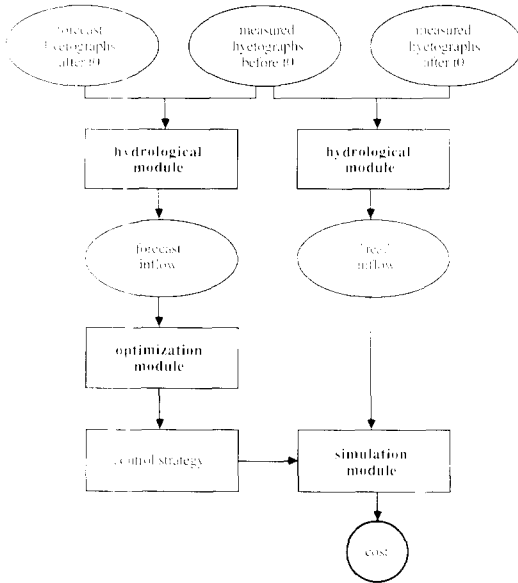 forecast
hyetographs
after t0
measured
hyetographs
before t0
measured
hyetographs
after t0
hydrological
module
hydrological
module
forecast
inflow
"real"
inflow
optimization
module
control strategy
simulation
module
cost